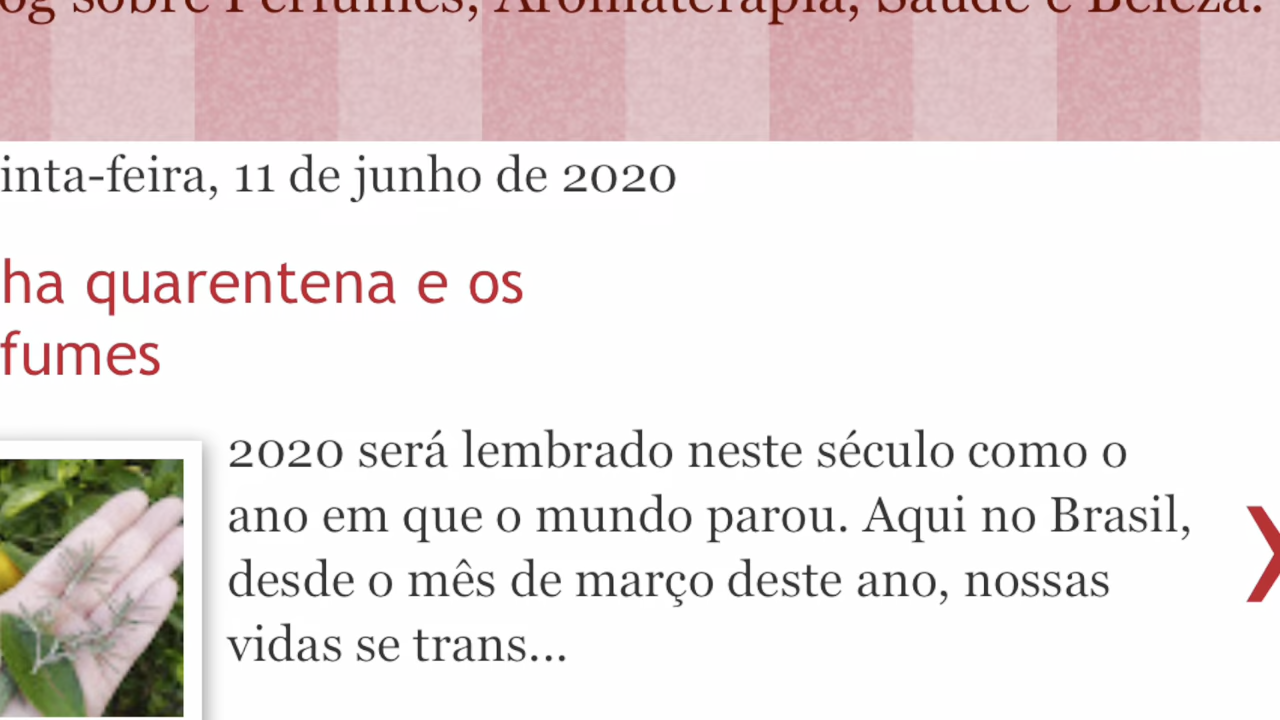 og sobre Perfumes, Aromaterapia, Saúde e Beleza.
inta-feira, 11 de junho de 2020
ha quarentena e os
fumes
2020 será lembrado neste século como o
ano em que o mundo parou. Aqui no Brasil,
desde o mês de março deste ano, nossas
vidas se trans...